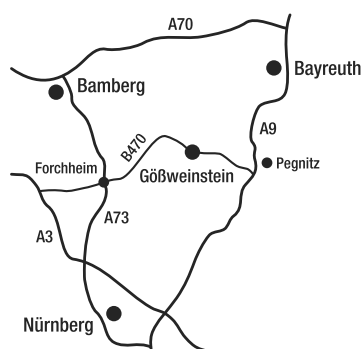 A70
Bayreuth
Bamberg
A9
B470
Forchheim
Pegnitz
Gößweinstein
A73
A3
Nürnberg